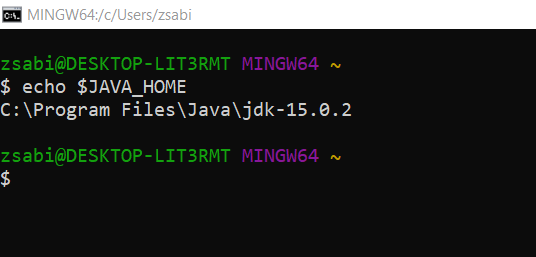 MINGW64:/c/Users/zsabi
zsabi@DESKTOP-LIT3RMT MINGW64 ~
$ echo $JAVA_HOME
C:\Program Files\Java\jdk-15.0.2
zsabi@DESKTOP-LIT3RMT MINGW64 ~
$